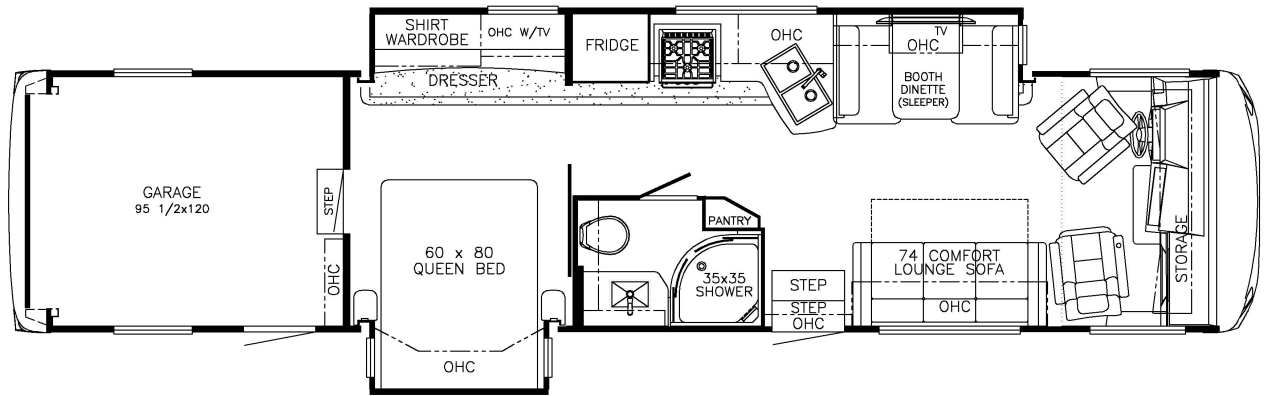 SHIRT
WARDROBE
OHC W/TV
DRESSER
FRIDGE
OHC
TV
OHC
BOOTH
DINETTE
(SLEEPER)
GARAGE
95 1/2x120
STEP
OHC
60 x 80
QUEEN BED
OHC
PANTRY
35x35
SHOWER
STEP
STEP
OHC
74 COMFORT
LOUNGE SOFA
OHC
STORAGE